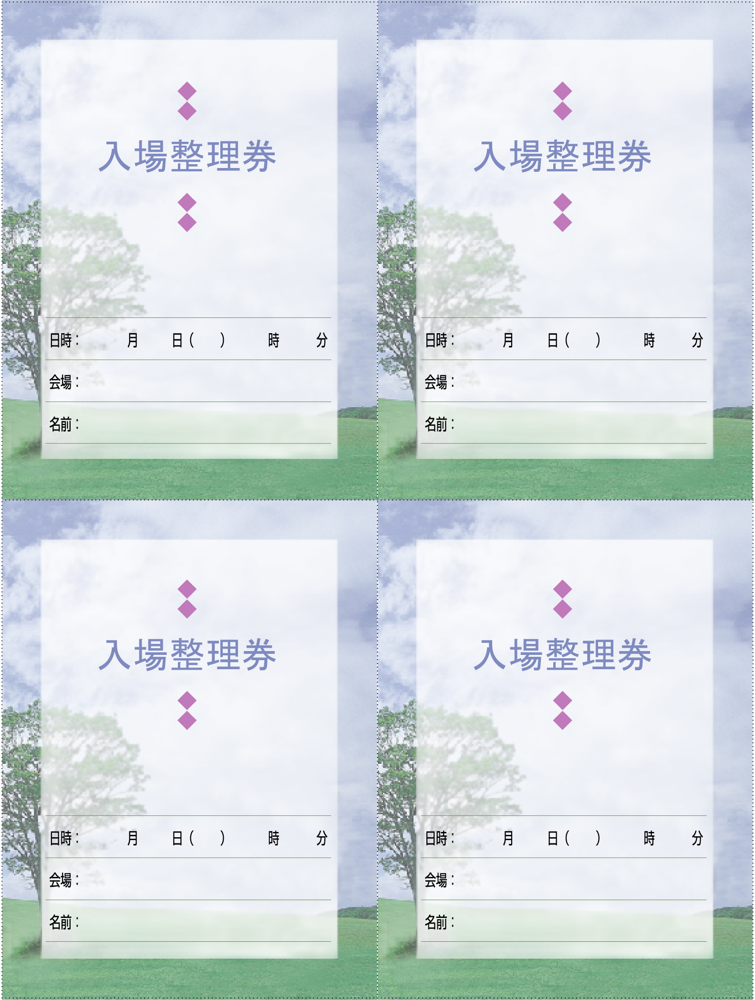 ◆
◆
入場整理券
◆
◆
日時： 月 日（ ） 時 分
会場：
名前：
◆
◆
入場整理券
◆
◆
日時： 月 日（ ） 時 分
会場：
名前：
◆
◆
入場整理券
◆
◆
日時： 月 日（ ） 時 分
会場：
名前：
◆
◆
入場整理券
◆
◆
日時： 月 日（ ） 時 分
会場：
名前：